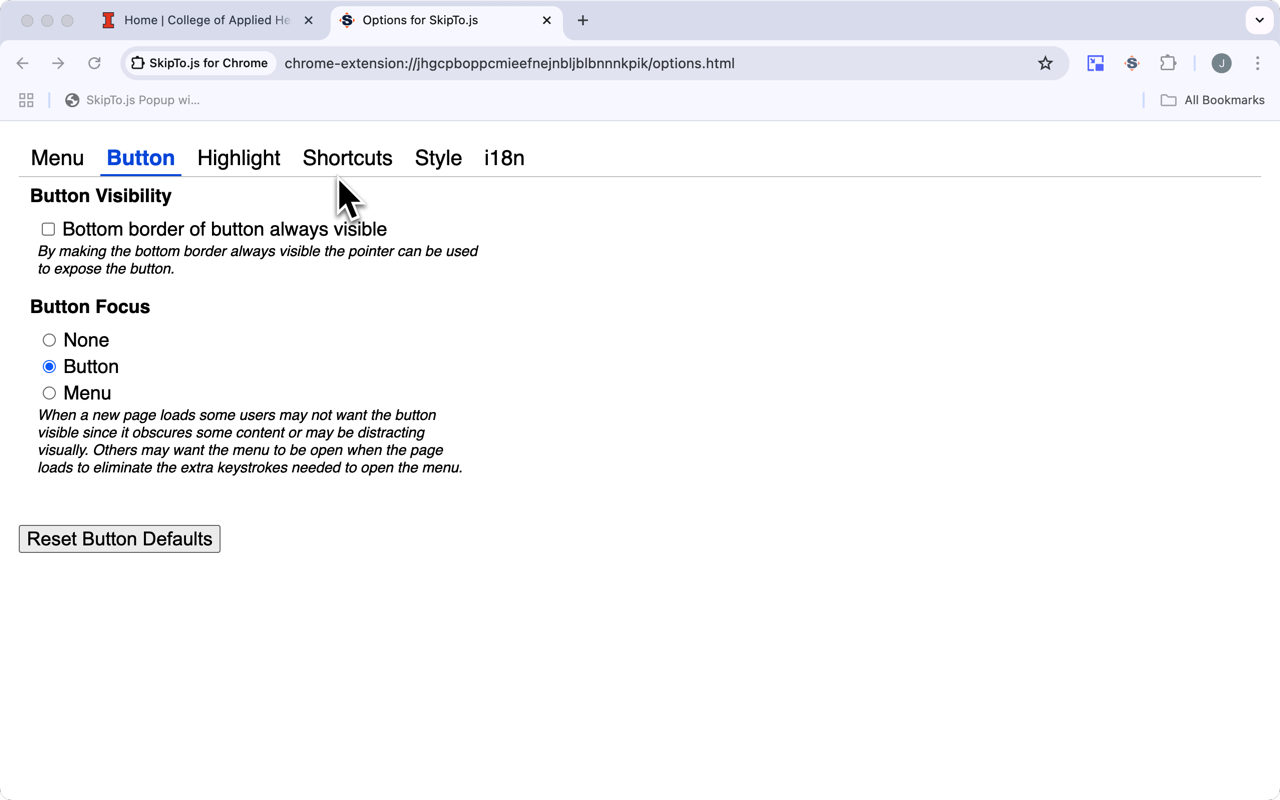 Home | College of Applied He
Options for SkipTo.js
SkipTo.js for Chrome
chrome-extension://jhgcpboppcmieefnejnbljblbnnnkpik/options.html
J
SkipTo.js Popup wi...
All Bookmarks
Menu Button Highlight Shortcuts Style i18n
Button Visibility
Bottom border of button always visible
By making the bottom border always visible the pointer can be used
to expose the button.
Button Focus
None
Button
Menu
When a new page loads some users may not want the button
visible since it obscures some content or may be distracting
visually. Others may want the menu to be open when the page
loads to eliminate the extra keystrokes needed to open the menu.
Reset Button Defaults